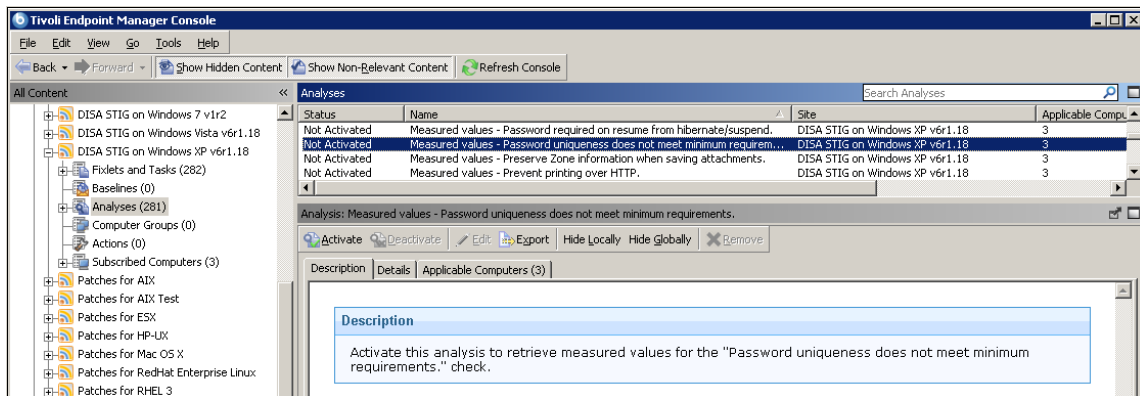 Tivoli Endpoint Manager Console
File Edit View Go Tools Help
Back Forward Show Hidden Content Show Non-Relevant Content Refresh Console
All Content
DISA STIG on Windows 7 v1r2
DISA STIG on Windows Vista v6r1.18
DISA STIG on Windows XP v6r1.18
Fixlets and Tasks (282)
Baselines (0)
Analyses (281)
Computer Groups (0)
Actions (0)
Subscribed Computers (3)
Patches for AIX
Patches for AIX Test
Patches for ESX
Patches for HP-UX
Patches for Mac OS X
Patches for RedHat Enterprise Linux
Patches for RHEL 3
Analyses Search Analyses
Status Name Site Applicable Compu
Not Activated Measured values - Password required on resume from hibernate/suspend. DISA STIG on Windows XP v6r1.18 3
Not Activated Measured values - Password uniqueness does not meet minimum requirem... DISA STIG on Windows XP v6r1.18 3
Not Activated Measured values - Preserve Zone information when saving attachments. DISA STIG on Windows XP v6r1.18 3
Not Activated Measured values - Prevent printing over HTTP. DISA STIG on Windows XP v6r1.18 3
Analysis: Measured values - Password uniqueness does not meet minimum requirements.
Activate Deactivate Edit Export Hide Locally Hide Globally Remove
Description Details Applicable Computers (3)
Description
Activate this analysis to retrieve measured values for the "Password uniqueness does not meet minimum
requirements." check.